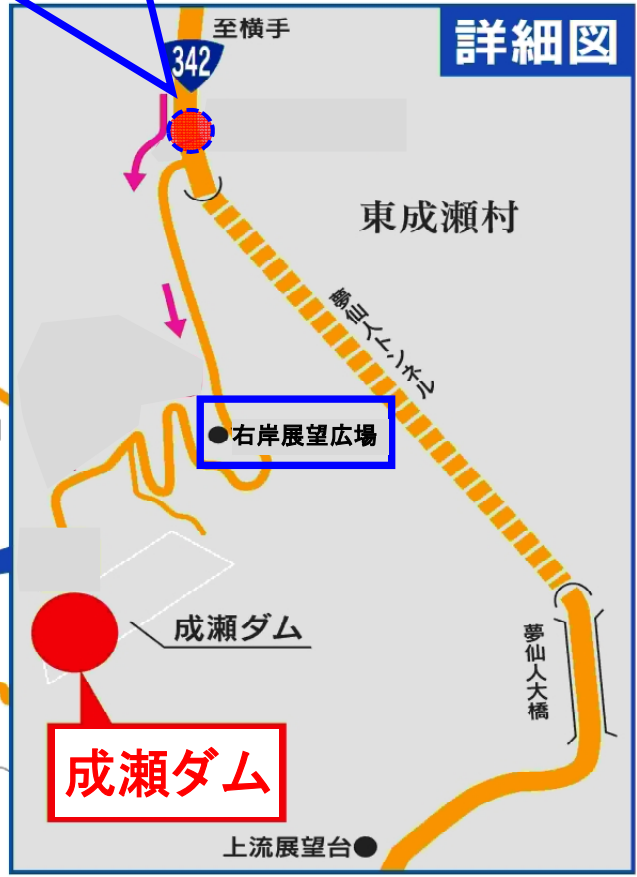 至横手
詳細図
342
東成瀬村
夢仙人トンネル
右岸展望広場
成瀬ダム
夢仙人大橋
成瀬ダム
上流展望台